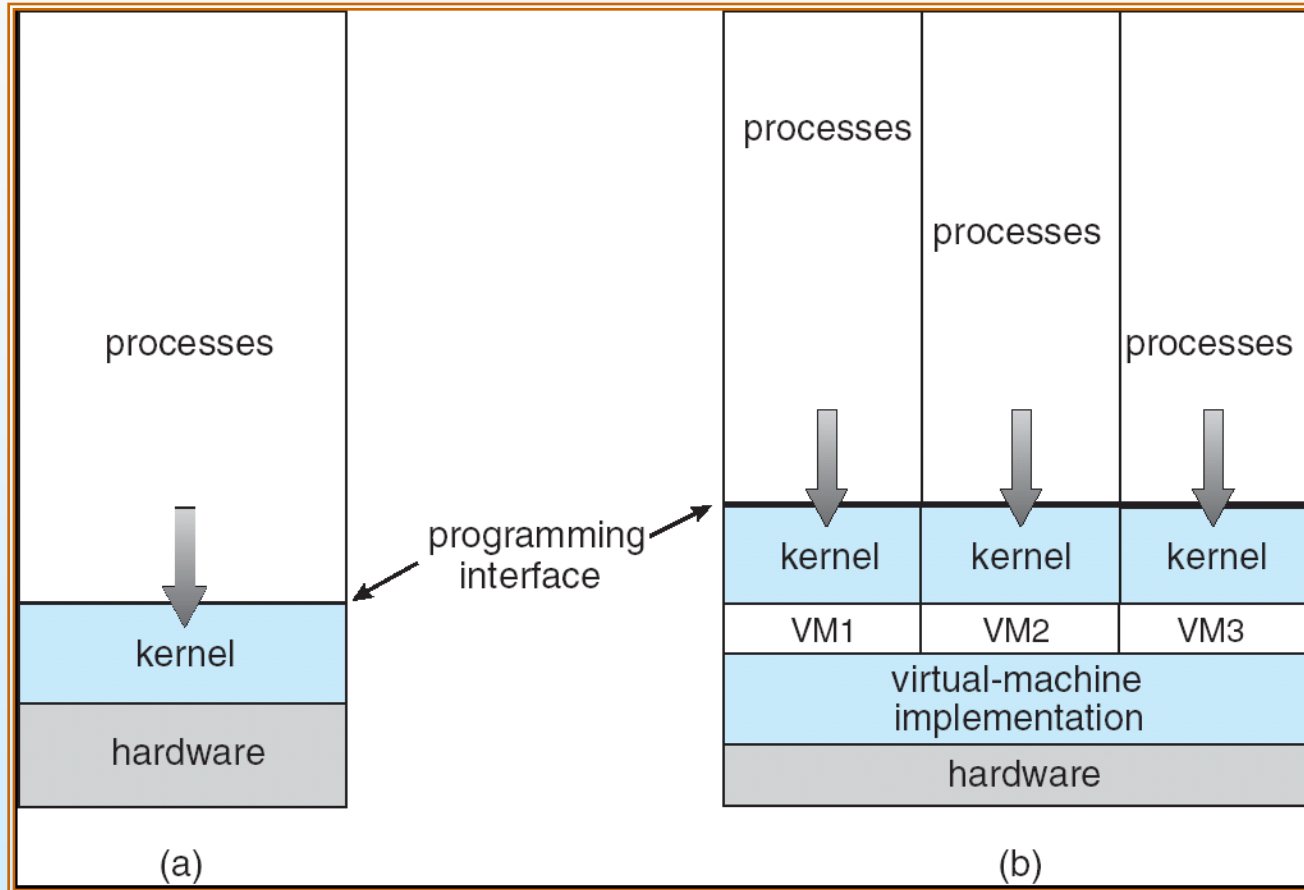 processes
kernel
hardware
(a)
programming
interface
processes
processes
processes
kernel
kernel
kernel
VM1
VM2
VM3
virtual-machine
implementation
hardware
(b)